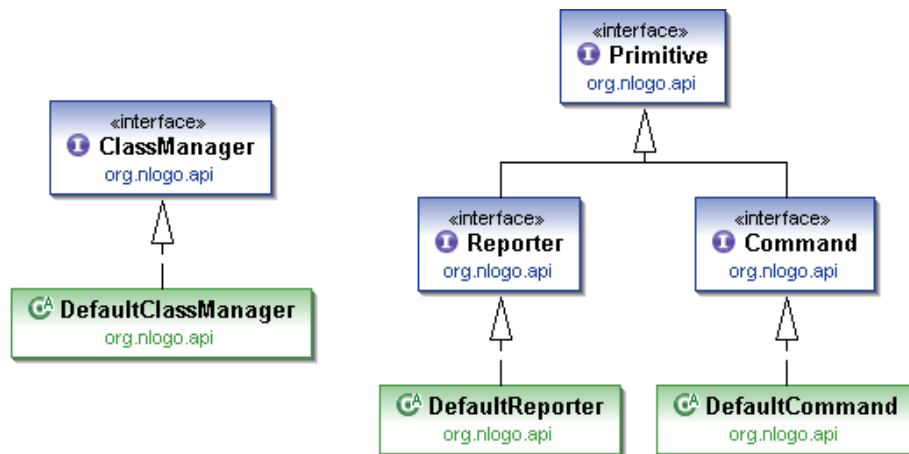 «interface»
Primitive
org.nlogo.api
«interface»
ClassManager
org.nlogo.api
«interface»
Reporter
org.nlogo.api
«interface»
Command
org.nlogo.api
DefaultClassManager
org.nlogo.api
DefaultReporter
org.nlogo.api
DefaultCommand
org.nlogo.api